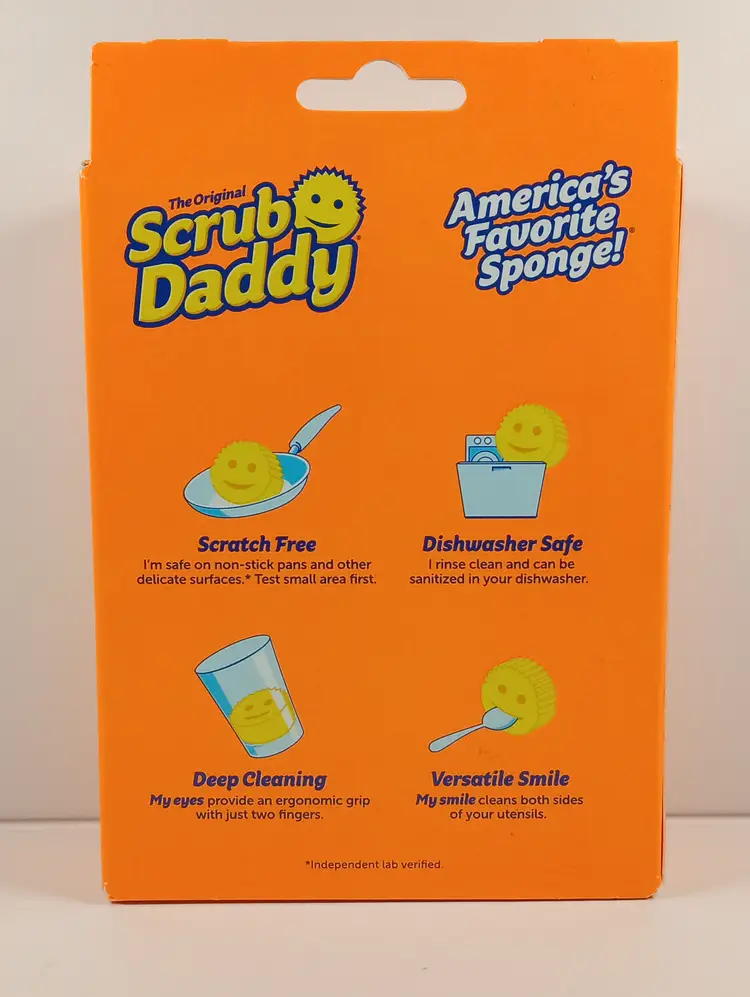 The Original
Scrub
Daddy®
America's
Favorite
Sponge!®
Scratch Free
I'm safe on non-stick pans and other
delicate surfaces.* Test small area first.
Dishwasher Safe
I rinse clean and can be
sanitized in your dishwasher.
Deep Cleaning
My eyes provide an ergonomic grip
with just two fingers.
Versatile Smile
My smile cleans both sides
of your utensils.
*Independent lab verified.